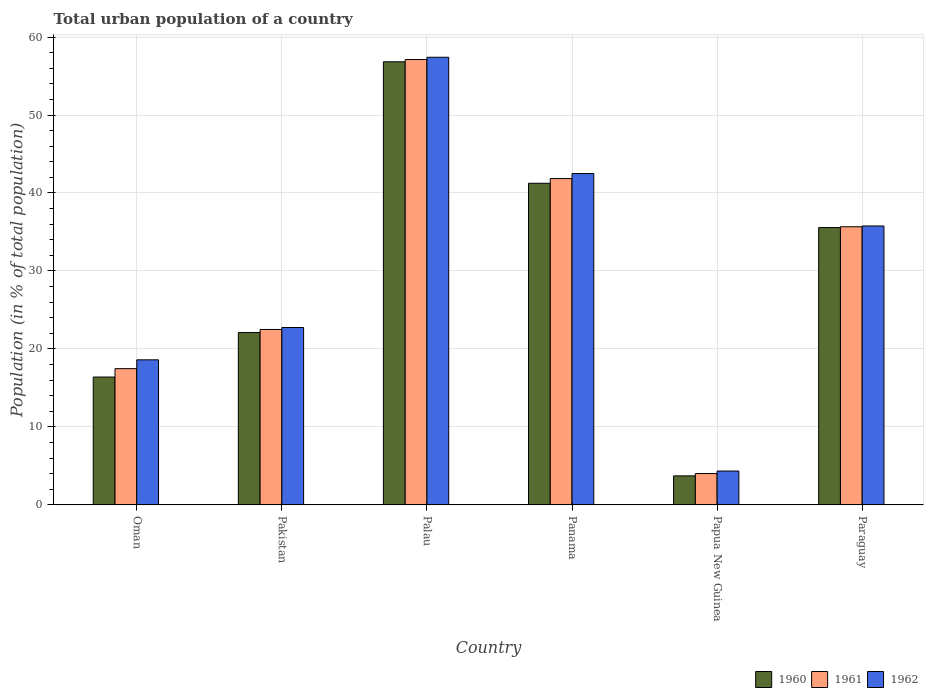 Total urban population of a country
Population (in % of total population)
60
50
40
30
20
10
0
Oman
Pakistan
Palau
Panama
Papua New Guinea
Paraguay
Country
1960
1961
1962